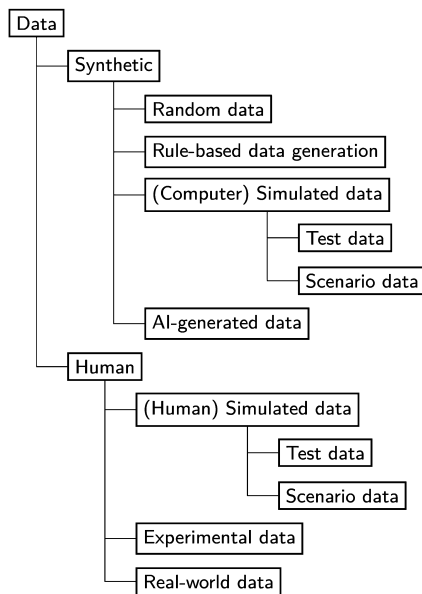 Data
Synthetic
Random data
Rule-based data generation
(Computer) Simulated data
Test data
Scenario data
AI-generated data
Human
(Human) Simulated data
Test data
Scenario data
Experimental data
Real-world data